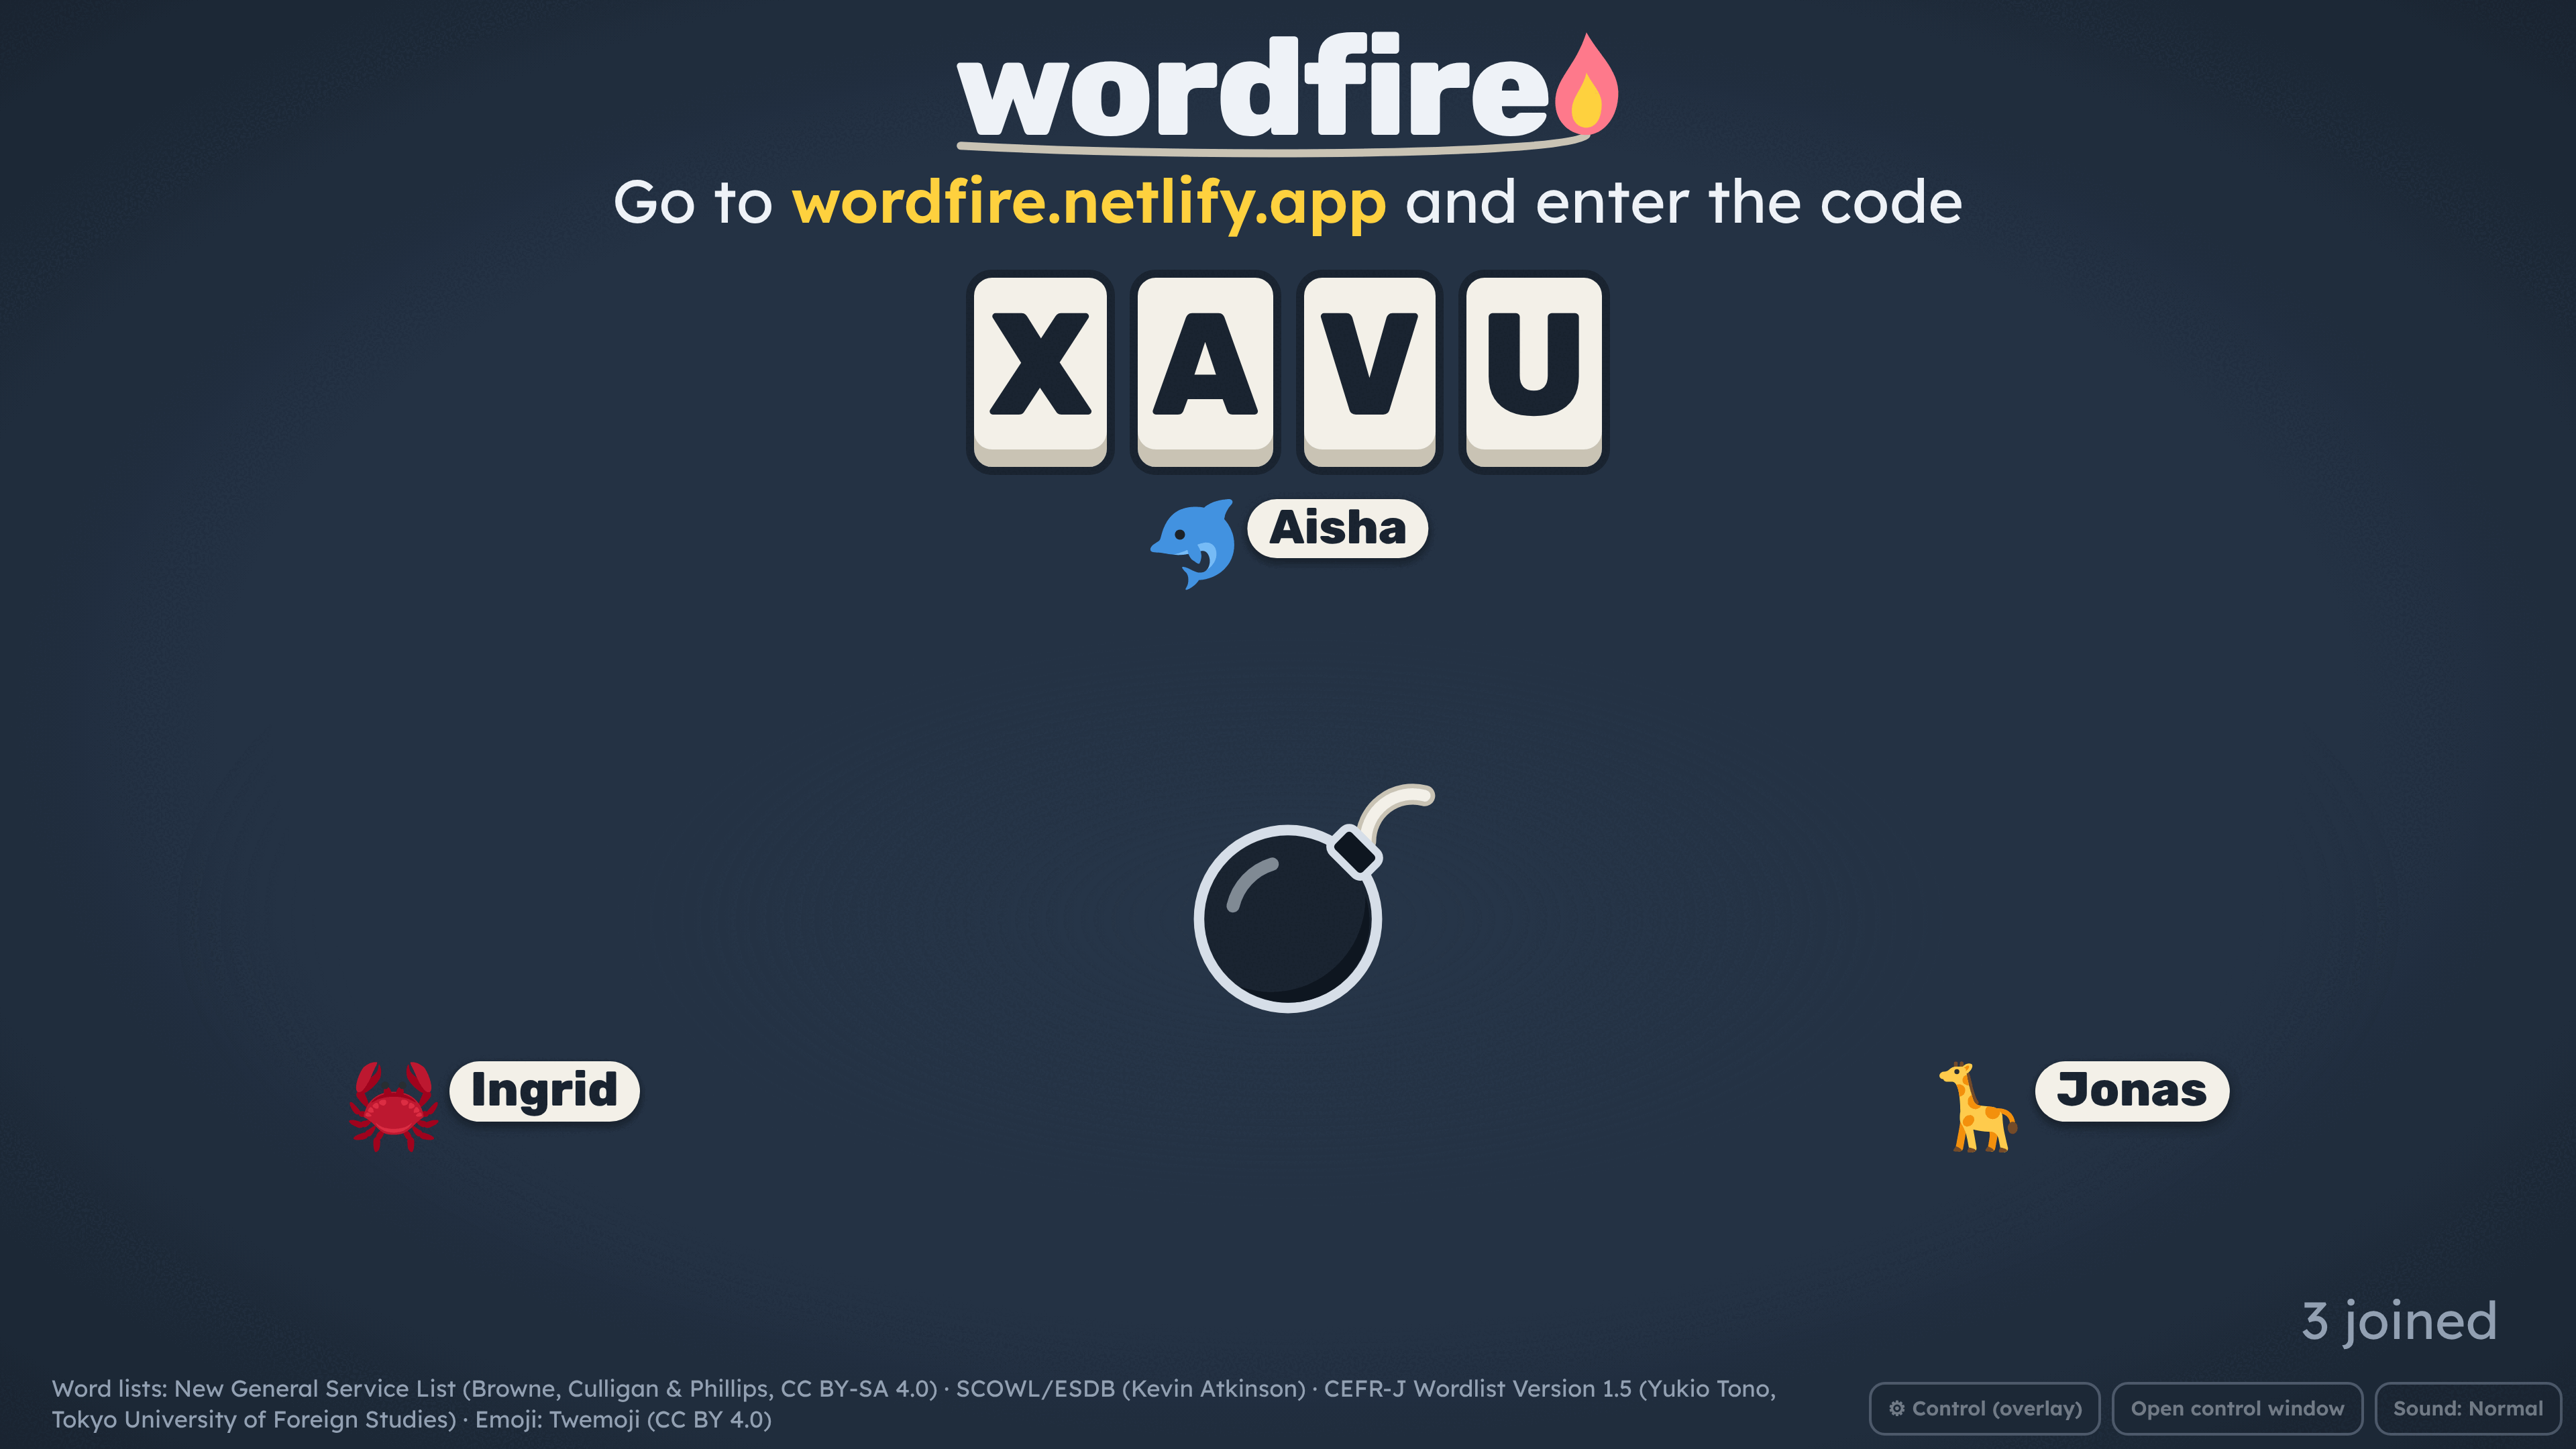 wordfire
Go to wordfire.netlify.app and enter the code
X A V U
Aisha
Ingrid
Jonas
3 joined
Word lists: New General Service List (Browne, Culligan & Phillips, CC BY-SA 4.0) · SCOWL/ESDB (Kevin Atkinson) · CEFR-J Wordlist Version 1.5 (Yukio Tono,
Tokyo University of Foreign Studies) · Emoji: Twemoji (CC BY 4.0)
⚙ Control (overlay)
Open control window
Sound: Normal